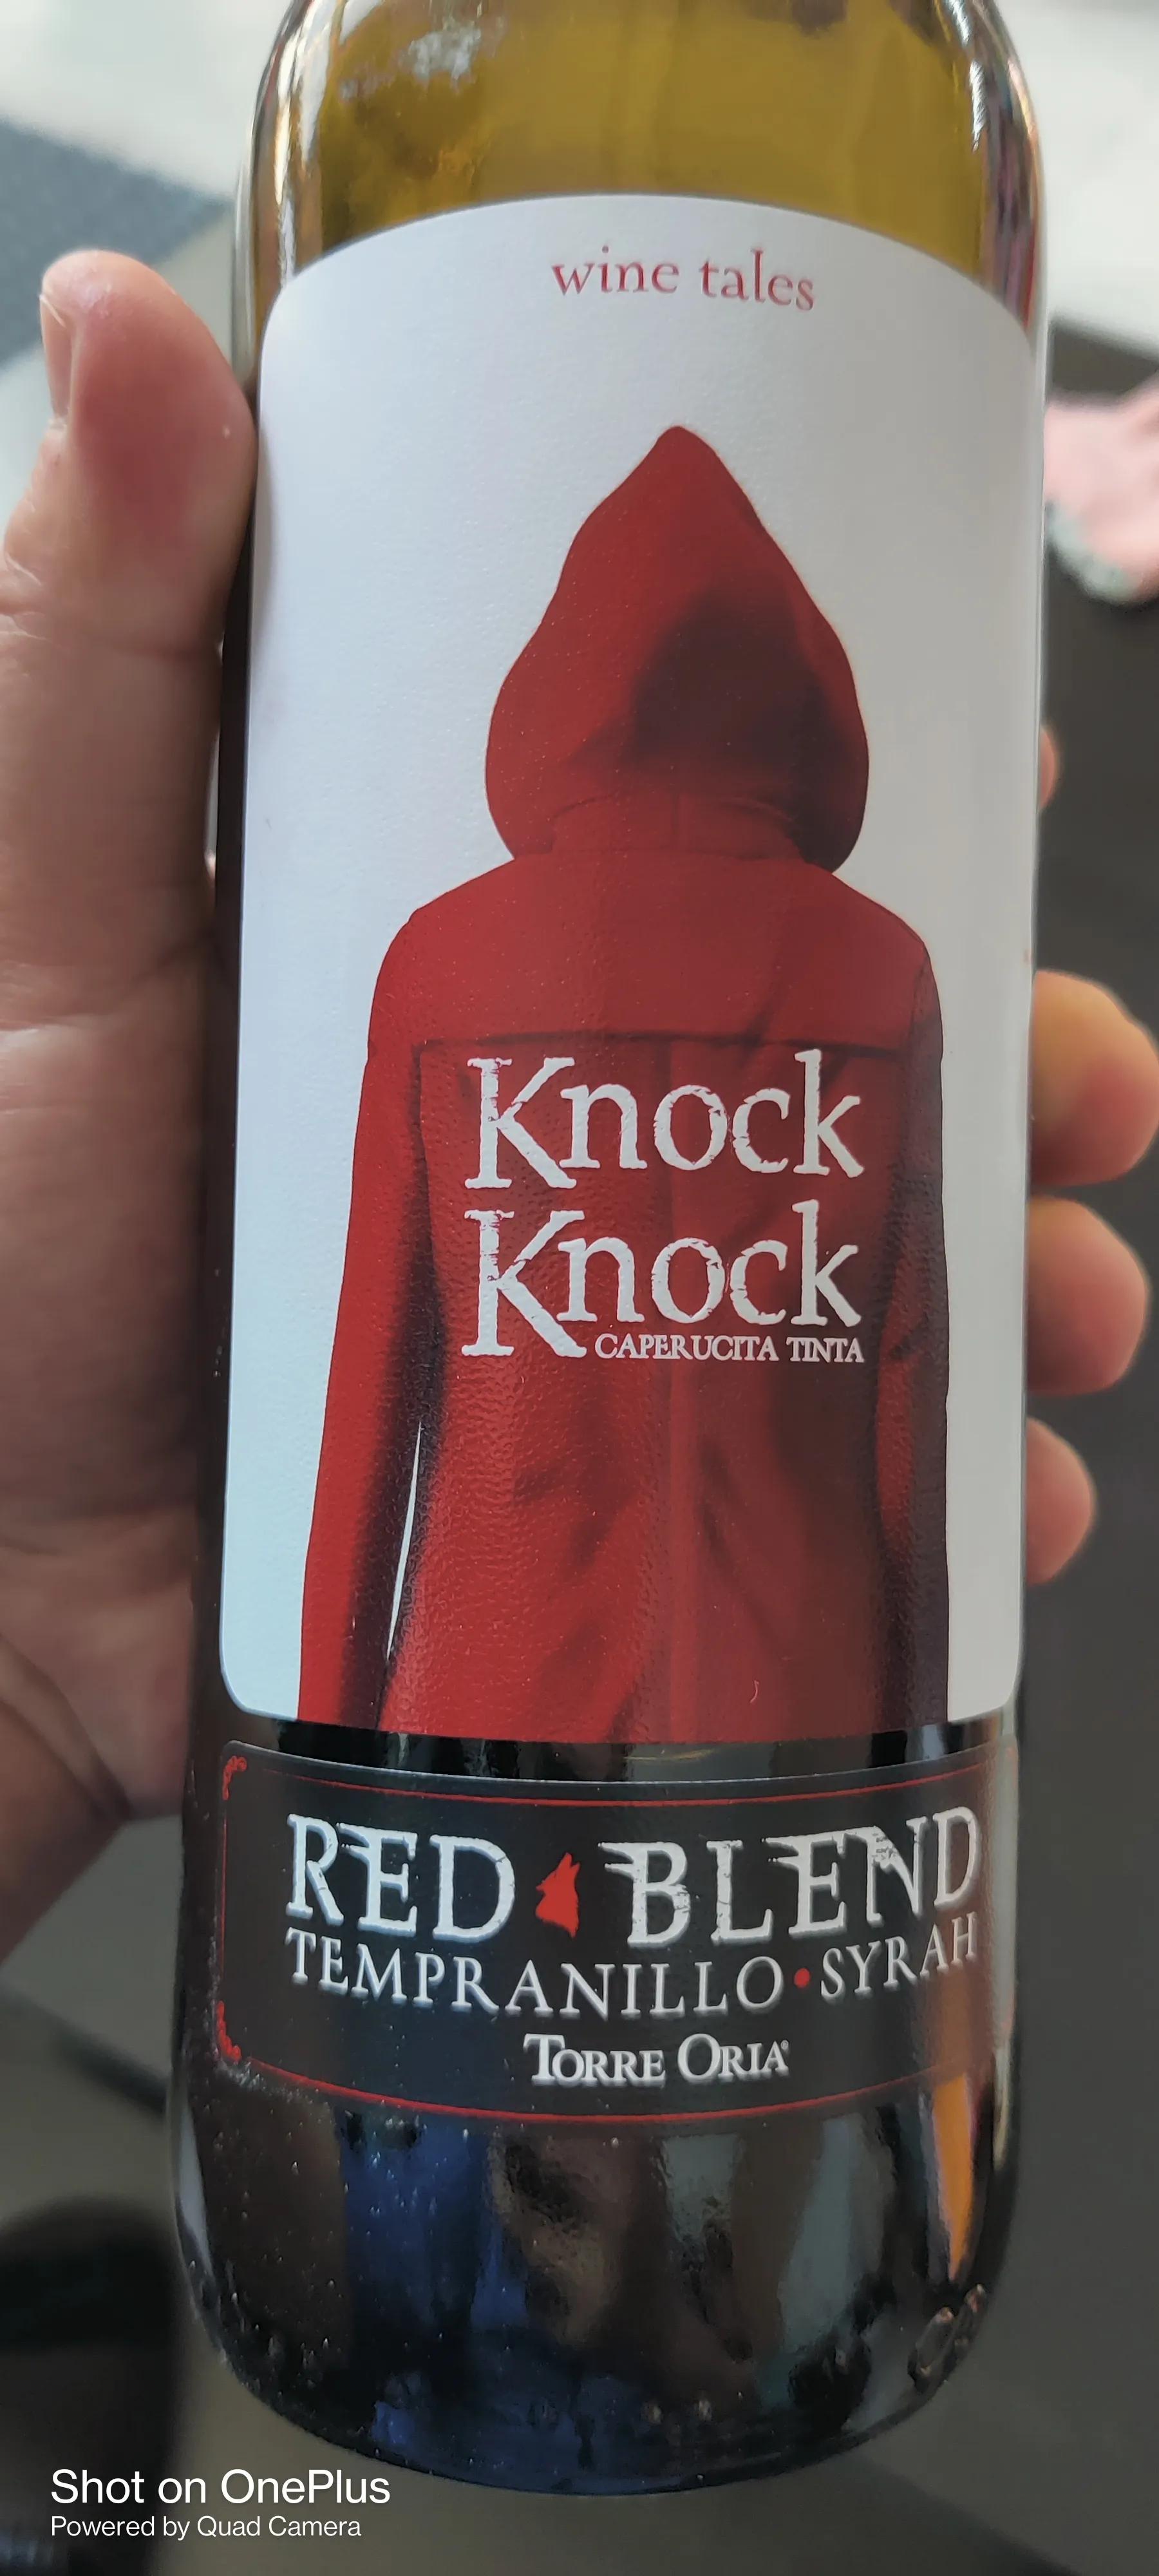 wine tales
Knock
Knock
CAPERUCITA TINTA
RED BLEND
TEMPRANILLO • SYRAH
TORRE ORIA®
Shot on OnePlus
Powered by Quad Camera